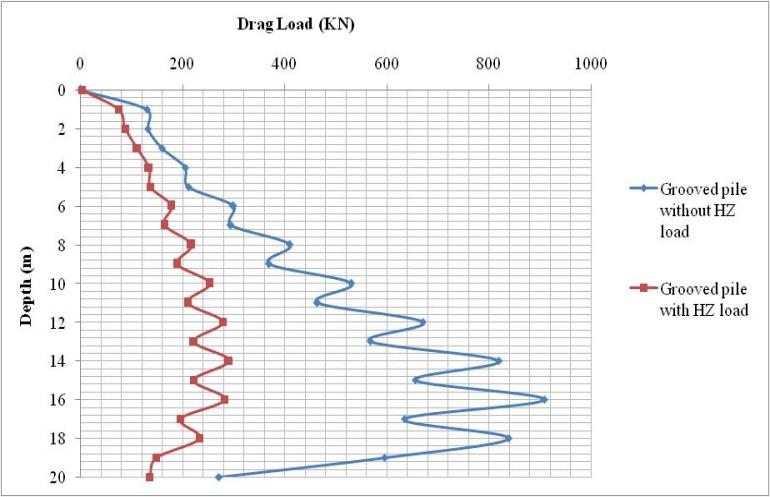 Drag Load (KN)
0 200 400 600 800 1000
0
2
4
6
8
10
12
14
16
18
20
Depth (m)
Grooved pile
without HZ
load
Grooved pile
with HZ load